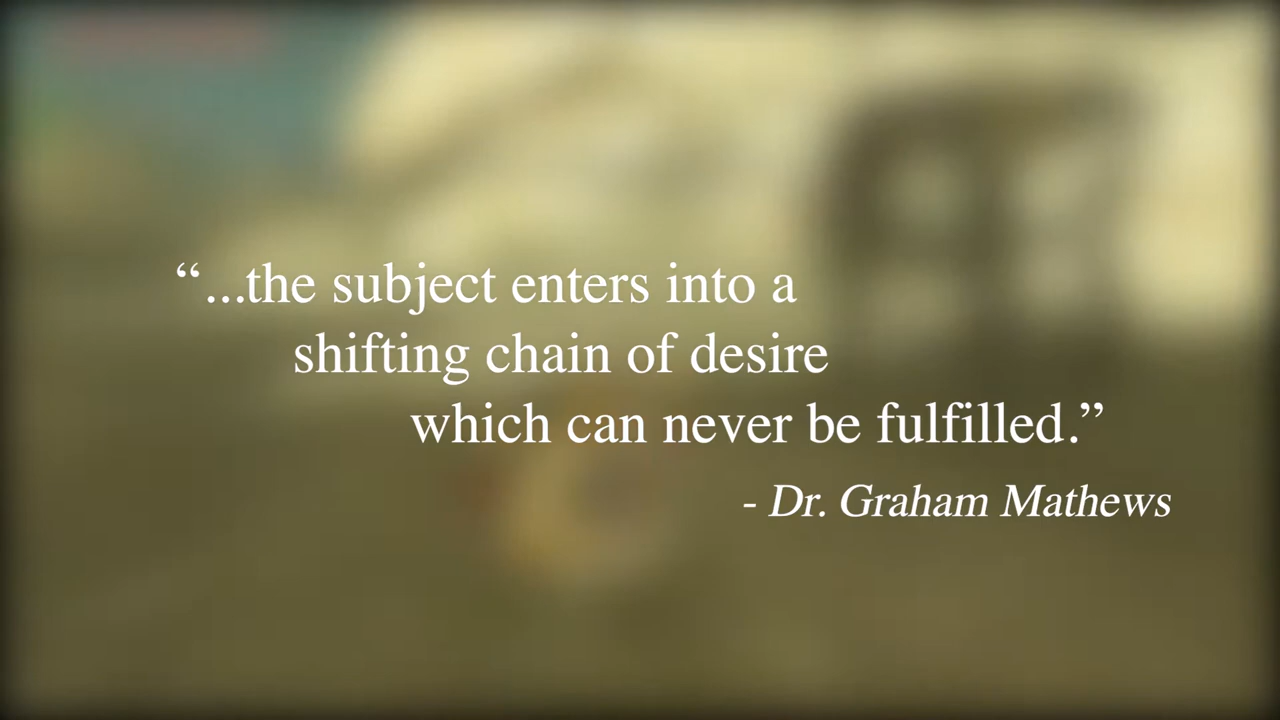 “...the subject enters into a
shifting chain of desire
which can never be fulfilled.”
- Dr. Graham Mathews